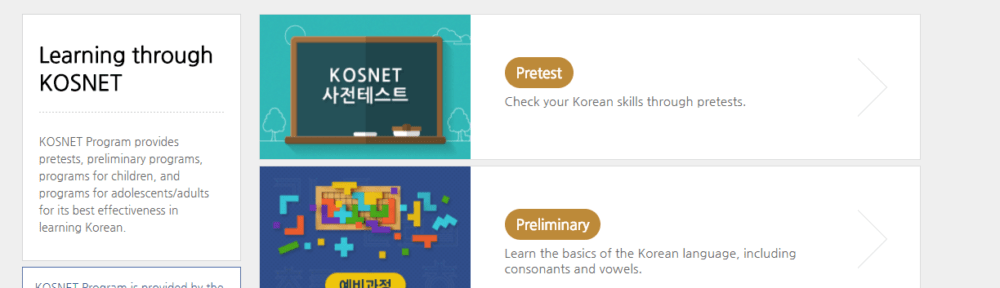 Learning through
KOSNET
KOSNET Program provides
pretests, preliminary programs,
programs for children, and
programs for adolescents/adults
for its best effectiveness in
learning Korean.
KOSNET Program is provided by the
KOSNET
사전테스트
Pretest
Check your Korean skills through pretests.
예비과정
Preliminary
Learn the basics of the Korean language, including
consonants and vowels.